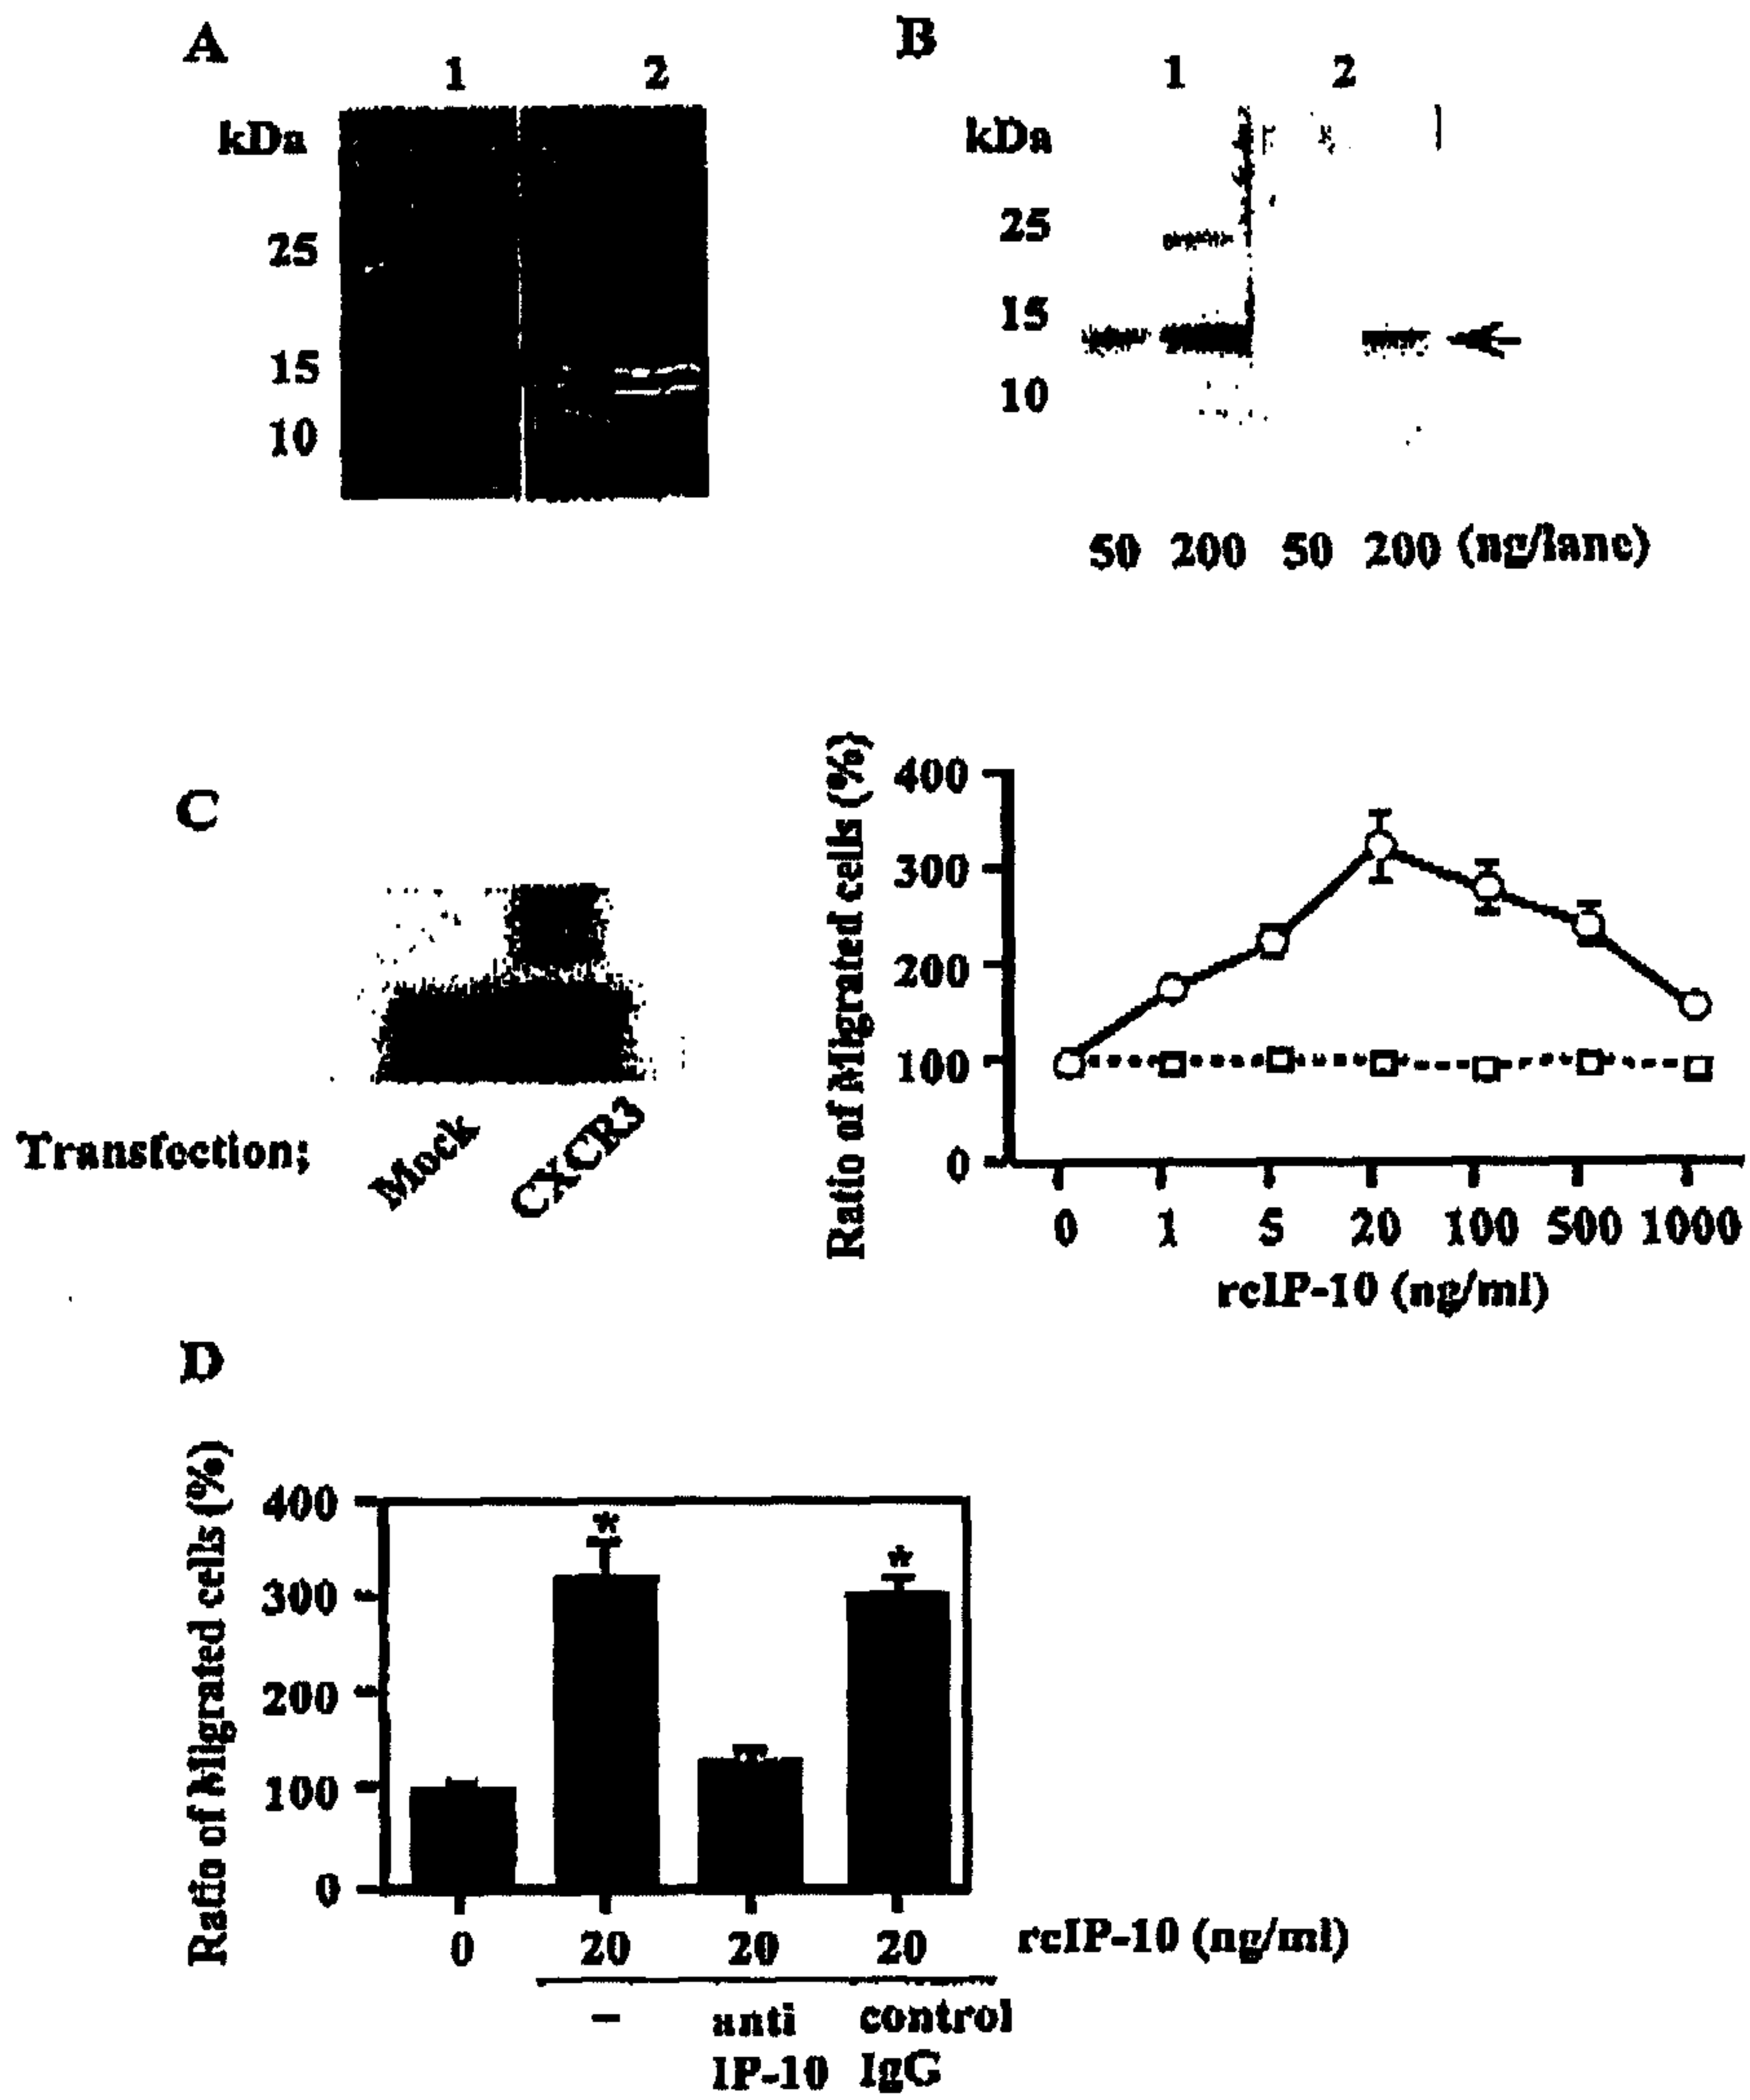 A
1 2
kDa
25
15
10
B
1 2
kDa
25
15
10
50 200 50 200 (ng/lane)
C
Transfection;
Mock
CXCR3
Ratio of Migrated cells (%)
400
300
200
100
0
0 1 5 20 100 500 1000
rcIP-10 (ng/ml)
D
Ratio of Migrated cells (%)
400
300
200
100
0
* *
0 20 20 20 rcIP-10 (ng/ml)
– anti control
IP-10 IgG